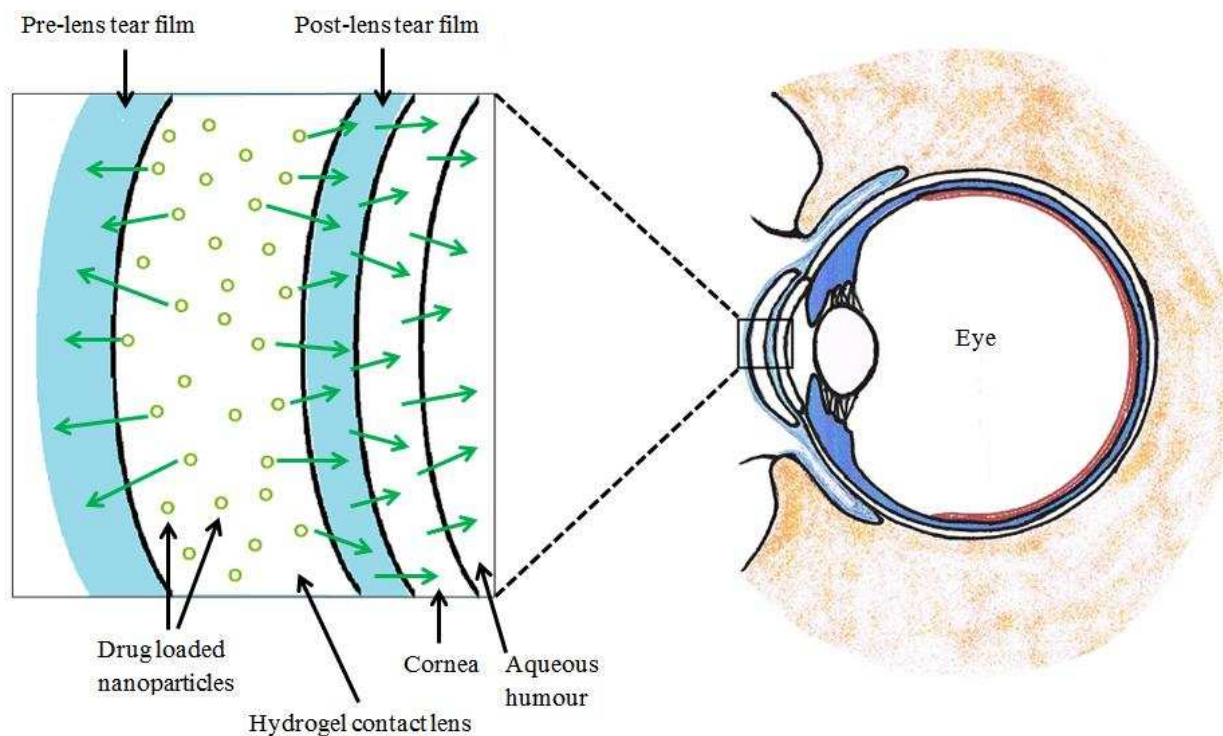 Pre-lens tear film
Post-lens tear film
Eye
Drug loaded
nanoparticles
Hydrogel contact lens
Cornea
Aqueous
humour